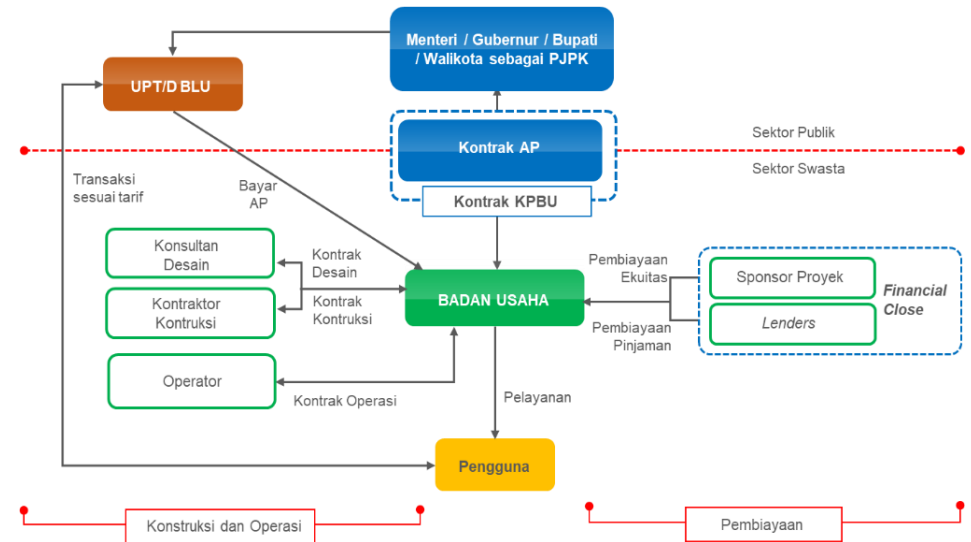 Menteri / Gubernur / Bupati
/ Walikota sebagai PJPK
UPT/D BLU
Kontrak AP
Sektor Publik
Sektor Swasta
Transaksi
sesuai tarif
Bayar
AP
Kontrak KPBU
Konsultan
Desain
Kontrak
Desain
Kontraktor
Kontruksi
Kontrak
Kontruksi
BADAN USAHA
Pembiayaan
Ekuitas
Sponsor Proyek
Financial
Close
Pembiayaan
Pinjaman
Lenders
Operator
Kontrak Operasi
Pelayanan
Pengguna
Konstruksi dan Operasi
Pembiayaan